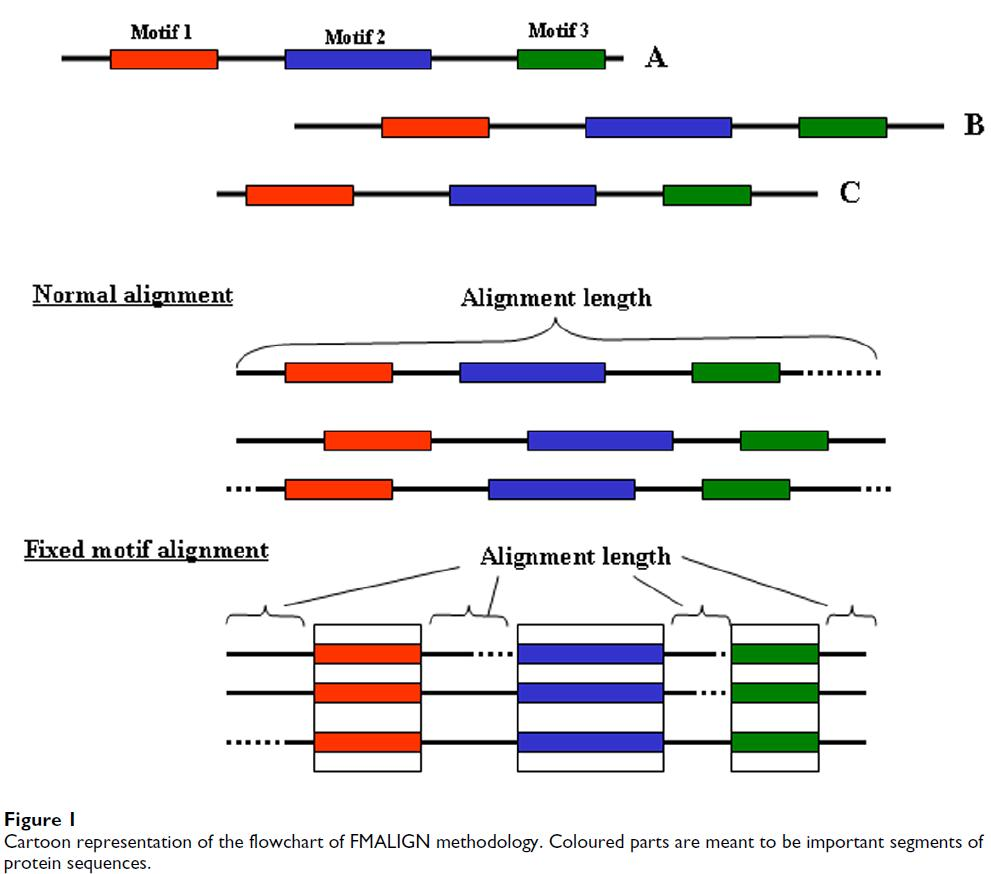 Motif 1
Motif 2
Motif 3
A
B
C
Normal alignment
Alignment length
Fixed motif alignment
Alignment length
Figure 1
Cartoon representation of the flowchart of FMALIGN methodology. Coloured parts are meant to be important segments of
protein sequences.